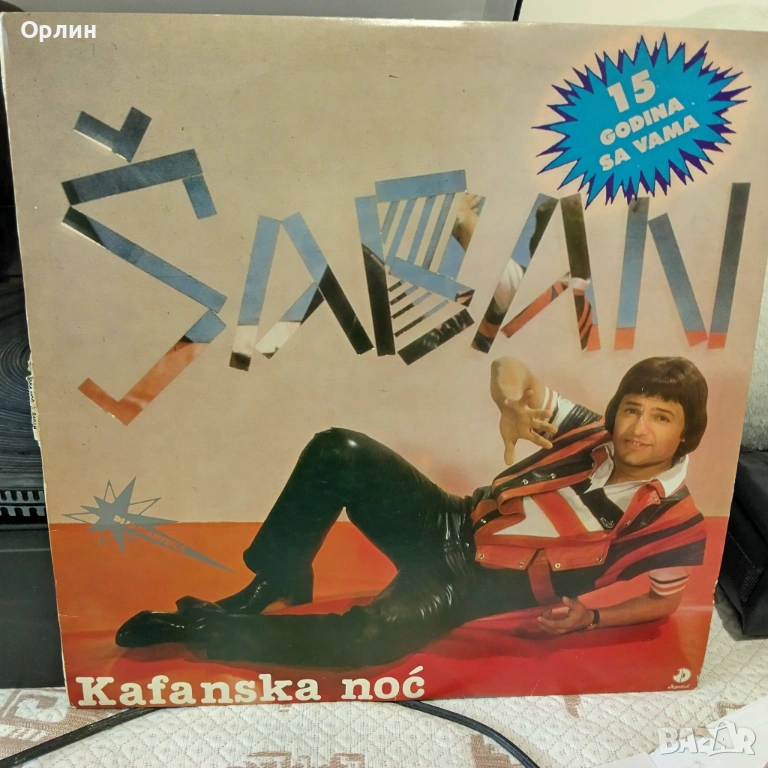 Орлин
15
GODINA
SA VAMA
ŠABAN
Kafanska noć
BAZAR